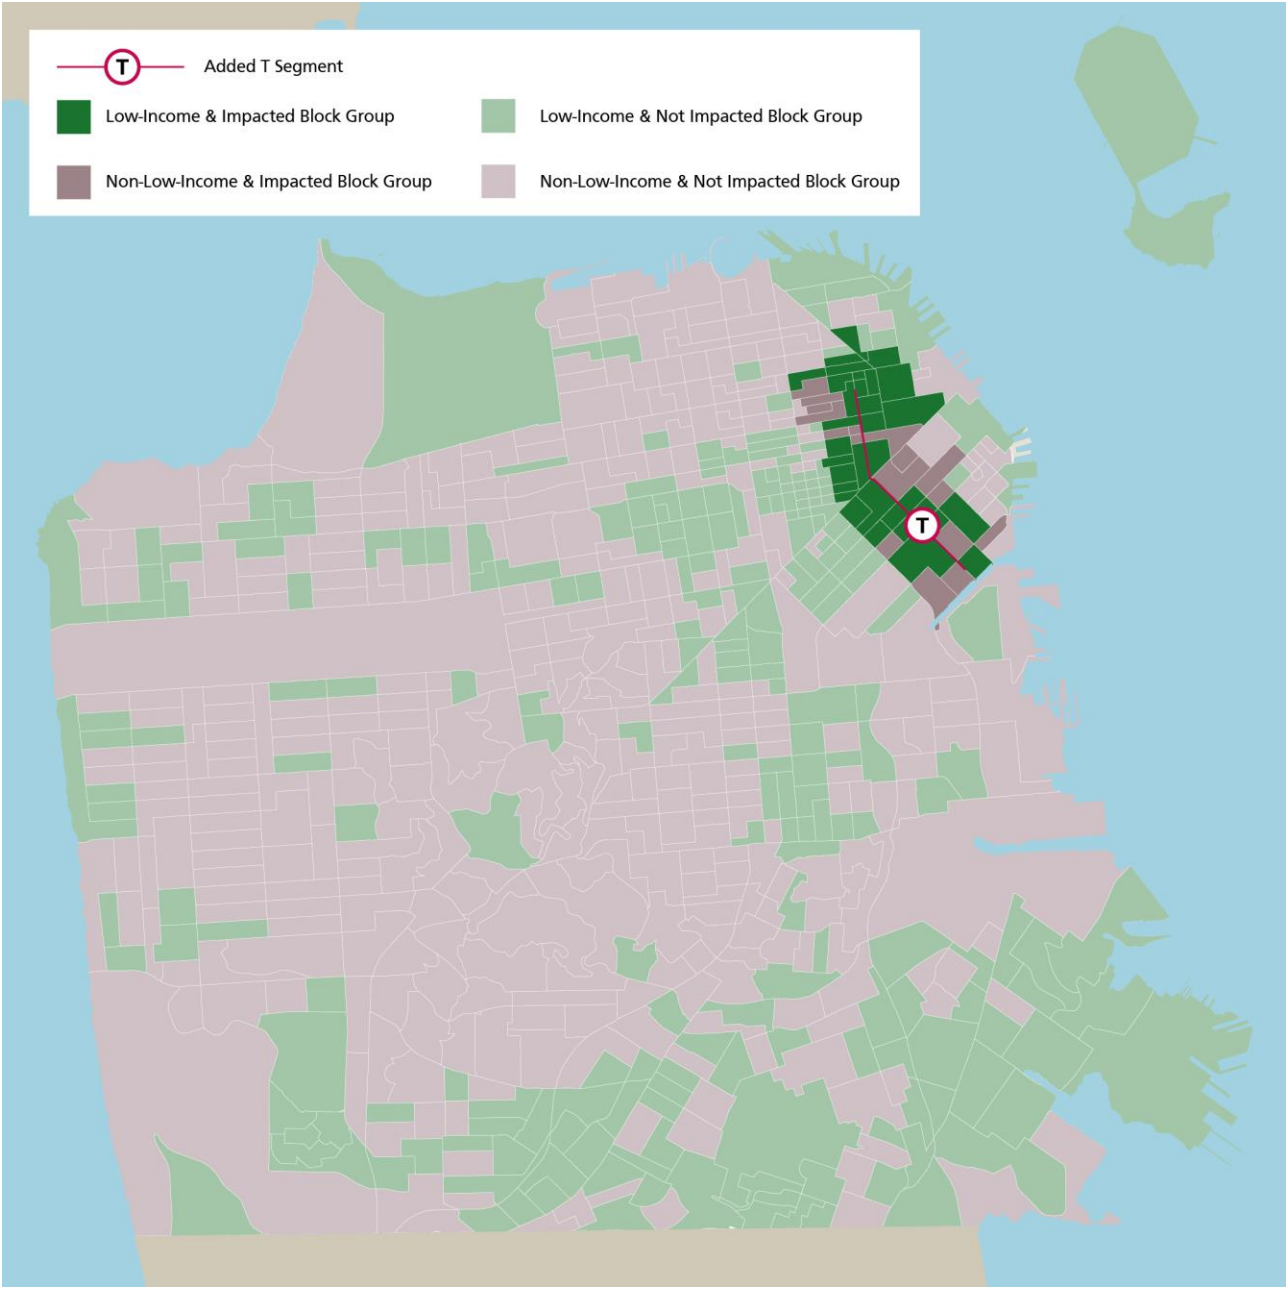 T Added T Segment
Low-Income & Impacted Block Group
Low-Income & Not Impacted Block Group
Non-Low-Income & Impacted Block Group
Non-Low-Income & Not Impacted Block Group
T